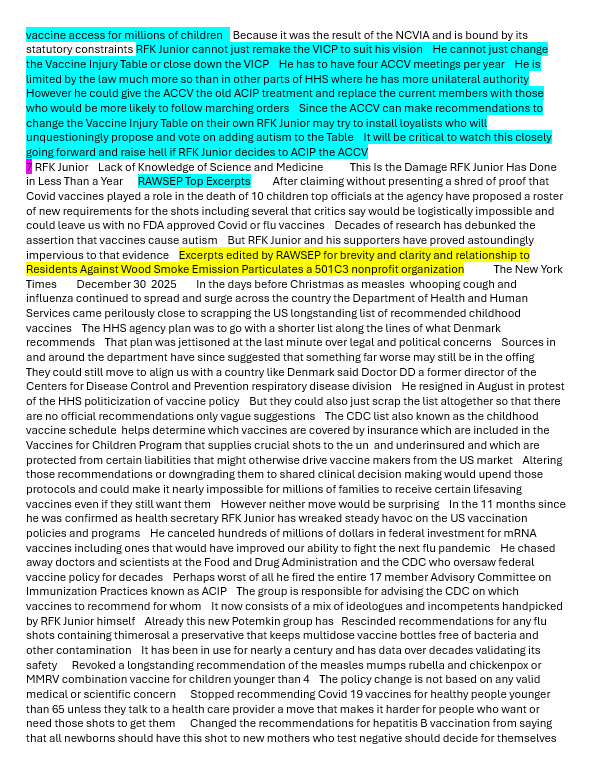 vaccine access for millions of children   Because it was the result of the NCVIA and is bound by its
statutory constraints RFK Junior cannot just remake the VICP to suit his vision   He cannot just change
the Vaccine Injury Table or close down the VICP   He has to have four ACCV meetings per year   He is
limited by the law much more so than in other parts of HHS where he has more unilateral authority
However he could give the ACCV the old ACIP treatment and replace the current members with those
who would be more likely to follow marching orders   Since the ACCV can make recommendations to
change the Vaccine Injury Table on their own RFK Junior may try to install loyalists who will
unquestioningly propose and vote on adding autism to the Table   It will be critical to watch this closely
going forward and raise hell if RFK Junior decides to ACIP the ACCV
7 RFK Junior   Lack of Knowledge of Science and Medicine   This Is the Damage RFK Junior Has Done
in Less Than a Year   RAWSEP Top Excerpts   After claiming without presenting a shred of proof that
Covid vaccines played a role in the death of 10 children top officials at the agency have proposed a roster
of new requirements for the shots including several that critics say would be logistically impossible and
could leave us with no FDA approved Covid or flu vaccines   Decades of research has debunked the
assertion that vaccines cause autism   But RFK Junior and his supporters have proved astoundingly
impervious to that evidence   Excerpts edited by RAWSEP for brevity and clarity and relationship to
Residents Against Wood Smoke Emission Particulates a 501C3 nonprofit organization   The New York
Times   December 30 2025   In the days before Christmas as measles whooping cough and
influenza continued to spread and surge across the country the Department of Health and Human
Services came perilously close to scrapping the US longstanding list of recommended childhood
vaccines   The HHS agency plan was to go with a shorter list along the lines of what Denmark
recommends   That plan was jettisoned at the last minute over legal and political concerns   Sources in
and around the department have since suggested that something far worse may still be in the offing
They could still move to align us with a country like Denmark said Doctor DD a former director of the
Centers for Disease Control and Prevention respiratory disease division   He resigned in August in protest
of the HHS politicization of vaccine policy   But they could also just scrap the list altogether so that there
are no official recommendations only vague suggestions   The CDC list also known as the childhood
vaccine schedule helps determine which vaccines are covered by insurance which are included in the
Vaccines for Children Program that supplies crucial shots to the un and underinsured and which are
protected from certain liabilities that might otherwise drive vaccine makers from the US market   Altering
those recommendations or downgrading them to shared clinical decision making would upend those
protocols and could make it nearly impossible for millions of families to receive certain lifesaving
vaccines even if they still want them   However neither move would be surprising   In the 11 months since
he was confirmed as health secretary RFK Junior has wreaked steady havoc on the US vaccination
policies and programs   He canceled hundreds of millions of dollars in federal investment for mRNA
vaccines including ones that would have improved our ability to fight the next flu pandemic   He chased
away doctors and scientists at the Food and Drug Administration and the CDC who oversaw federal
vaccine policy for decades   Perhaps worst of all he fired the entire 17 member Advisory Committee on
Immunization Practices known as ACIP   The group is responsible for advising the CDC on which
vaccines to recommend for whom   It now consists of a mix of ideologues and incompetents handpicked
by RFK Junior himself   Already this new Potemkin group has   Rescinded recommendations for any flu
shots containing thimerosal a preservative that keeps multidose vaccine bottles free of bacteria and
other contamination   It has been in use for nearly a century and has data over decades validating its
safety   Revoked a longstanding recommendation of the measles mumps rubella and chickenpox or
MMRV combination vaccine for children younger than 4   The policy change is not based on any valid
medical or scientific concern   Stopped recommending Covid 19 vaccines for healthy people younger
than 65 unless they talk to a health care provider a move that makes it harder for people who want or
need those shots to get them   Changed the recommendations for hepatitis B vaccination from saying
that all newborns should have this shot to new mothers who test negative should decide for themselves